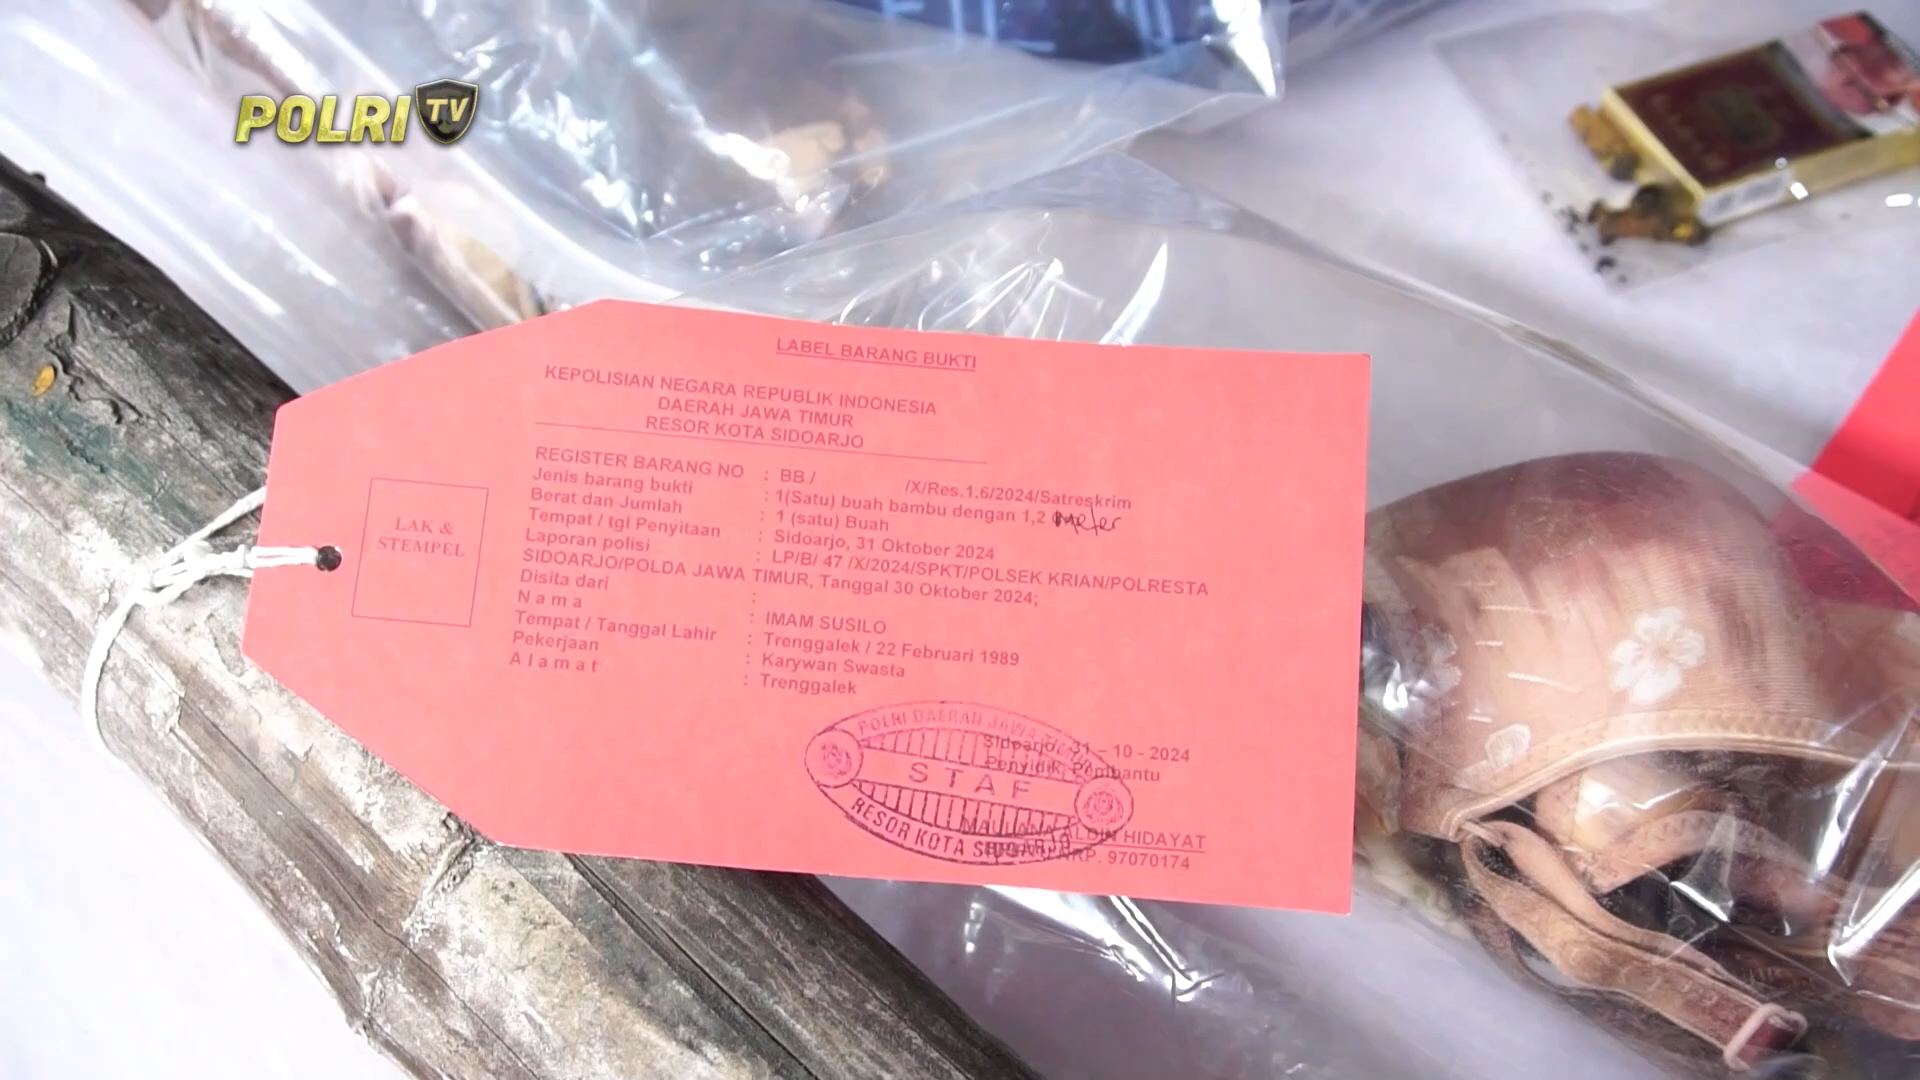 POLRI TV
LABEL BARANG BUKTI
KEPOLISIAN NEGARA REPUBLIK INDONESIA
DAERAH JAWA TIMUR
RESOR KOTA SIDOARJO
REGISTER BARANG NO : BB / /X/Res.1.6/2024/Satreskrim
Jenis barang bukti : 1(Satu) buah bambu dengan 1,2 meter
Berat dan Jumlah : 1 (satu) Buah
Tempat / tgl Penyitaan : Sidoarjo, 31 Oktober 2024
Laporan polisi : LP/B/ 47 /X/2024/SPKT/POLSEK KRIAN/POLRESTA
SIDOARJO/POLDA JAWA TIMUR, Tanggal 30 Oktober 2024;
Disita dari :
N a m a : IMAM SUSILO
Tempat / Tanggal Lahir : Trenggalek / 22 Februari 1989
Pekerjaan : Karywan Swasta
A l a m a t : Trenggalek
LAK &
STEMPEL
Sidoarjo, 31 – 10 - 2024
Penyidik Pembantu
MAULANA ALDIN HIDAYAT
NRP. 97070174
POLRI DAERAH JAWA TIMUR
STAF
RESOR KOTA SIDOARJO